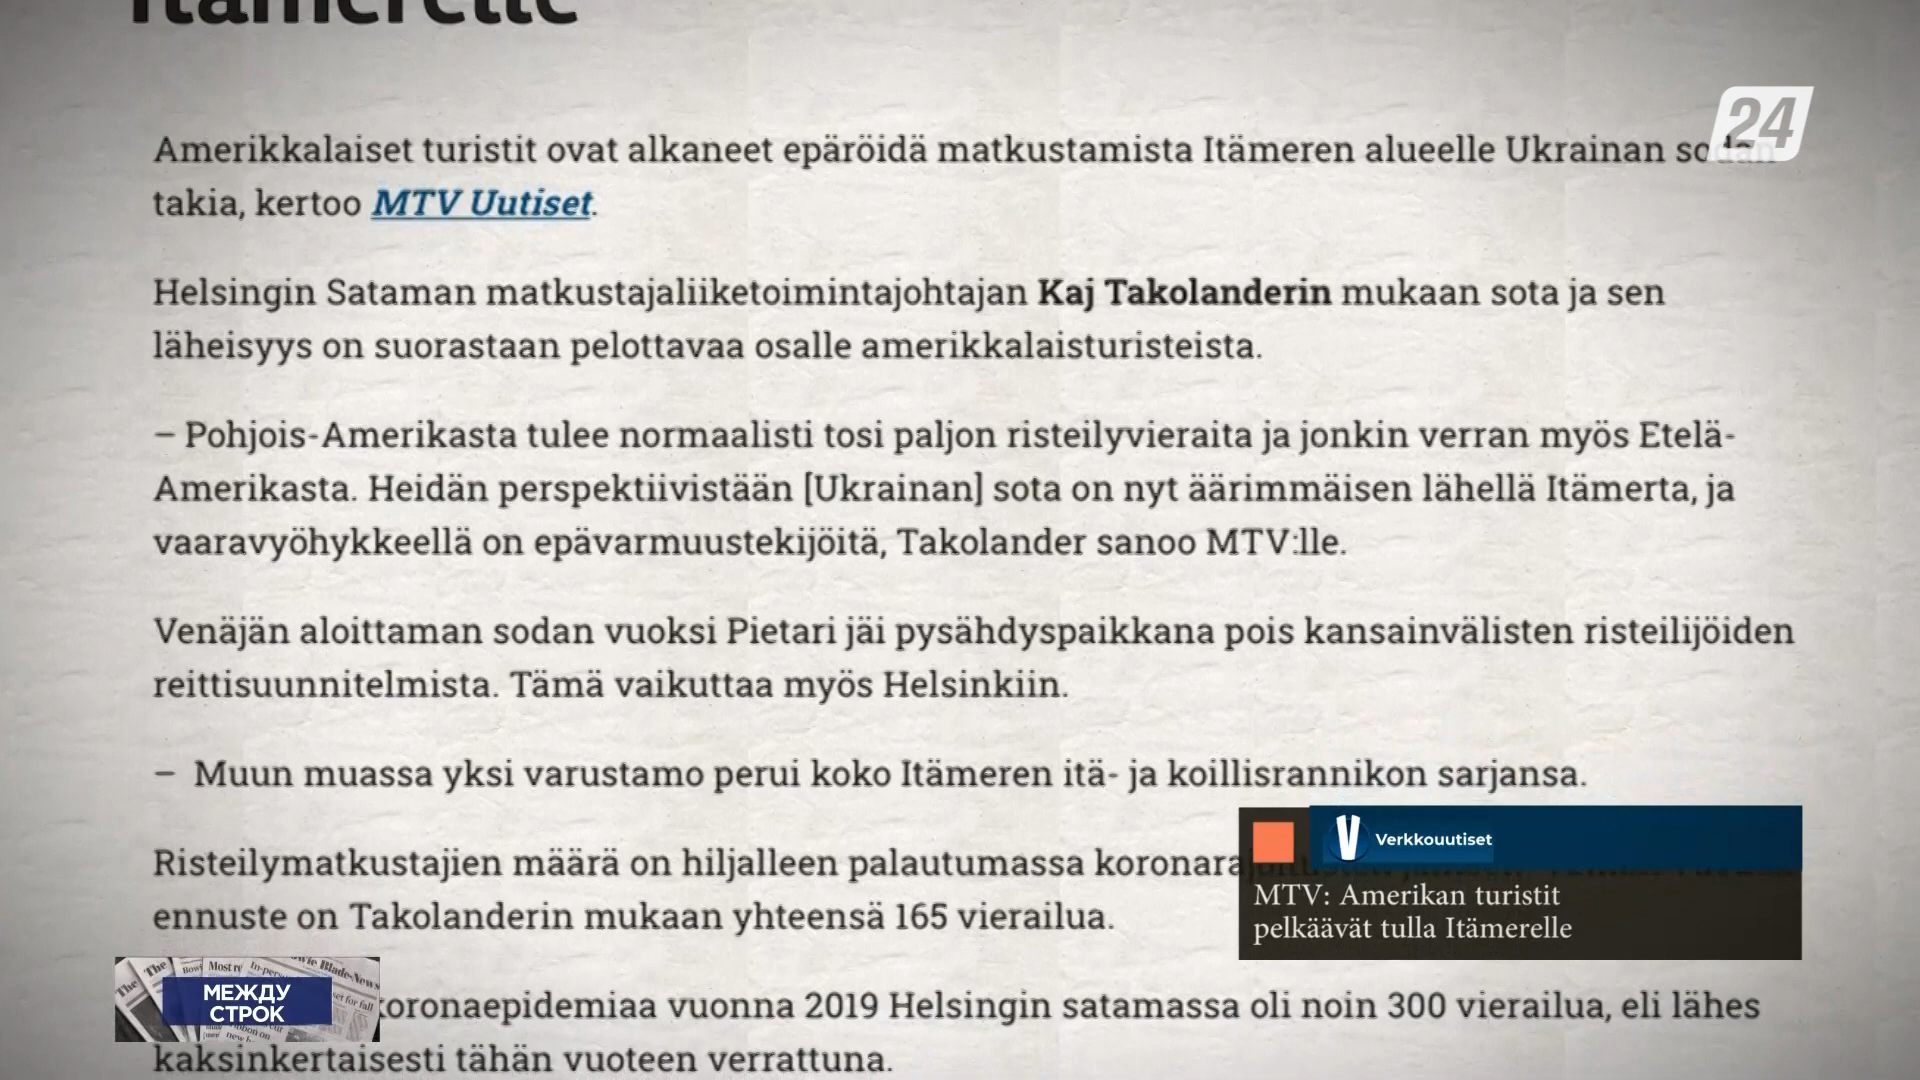 Itämerelle
24
Amerikkalaiset turistit ovat alkaneet epäröidä matkustamista Itämeren alueelle Ukrainan sodan
takia, kertoo MTV Uutiset.
Helsingin Sataman matkustajaliiketoimintajohtajan Kaj Takolanderin mukaan sota ja sen
läheisyys on suorastaan pelottavaa osalle amerikkalaisturisteista.
– Pohjois-Amerikasta tulee normaalisti tosi paljon risteilyvieraita ja jonkin verran myös Etelä-
Amerikasta. Heidän perspektiivistään [Ukrainan] sota on nyt äärimmäisen lähellä Itämerta, ja
vaaravyöhykkeellä on epävarmuustekijöitä, Takolander sanoo MTV:lle.
Venäjän aloittaman sodan vuoksi Pietari jäi pysähdyspaikkana pois kansainvälisten risteilijöiden
reittisuunnitelmista. Tämä vaikuttaa myös Helsinkiin.
– Muun muassa yksi varustamo perui koko Itämeren itä- ja koillisrannikon sarjansa.
Risteilymatkustajien määrä on hiljalleen palautumassa
ennuste on Takolanderin mukaan yhteensä 165 vierailua.
Verkkouutiset
MTV: Amerikan turistit
pelkäävät tulla Itämerelle
МЕЖДУ
СТРОК
koronaepidemiaa vuonna 2019 Helsingin satamassa oli noin 300 vierailua, eli lähes
kaksinkertaisesti tähän vuoteen verrattuna.